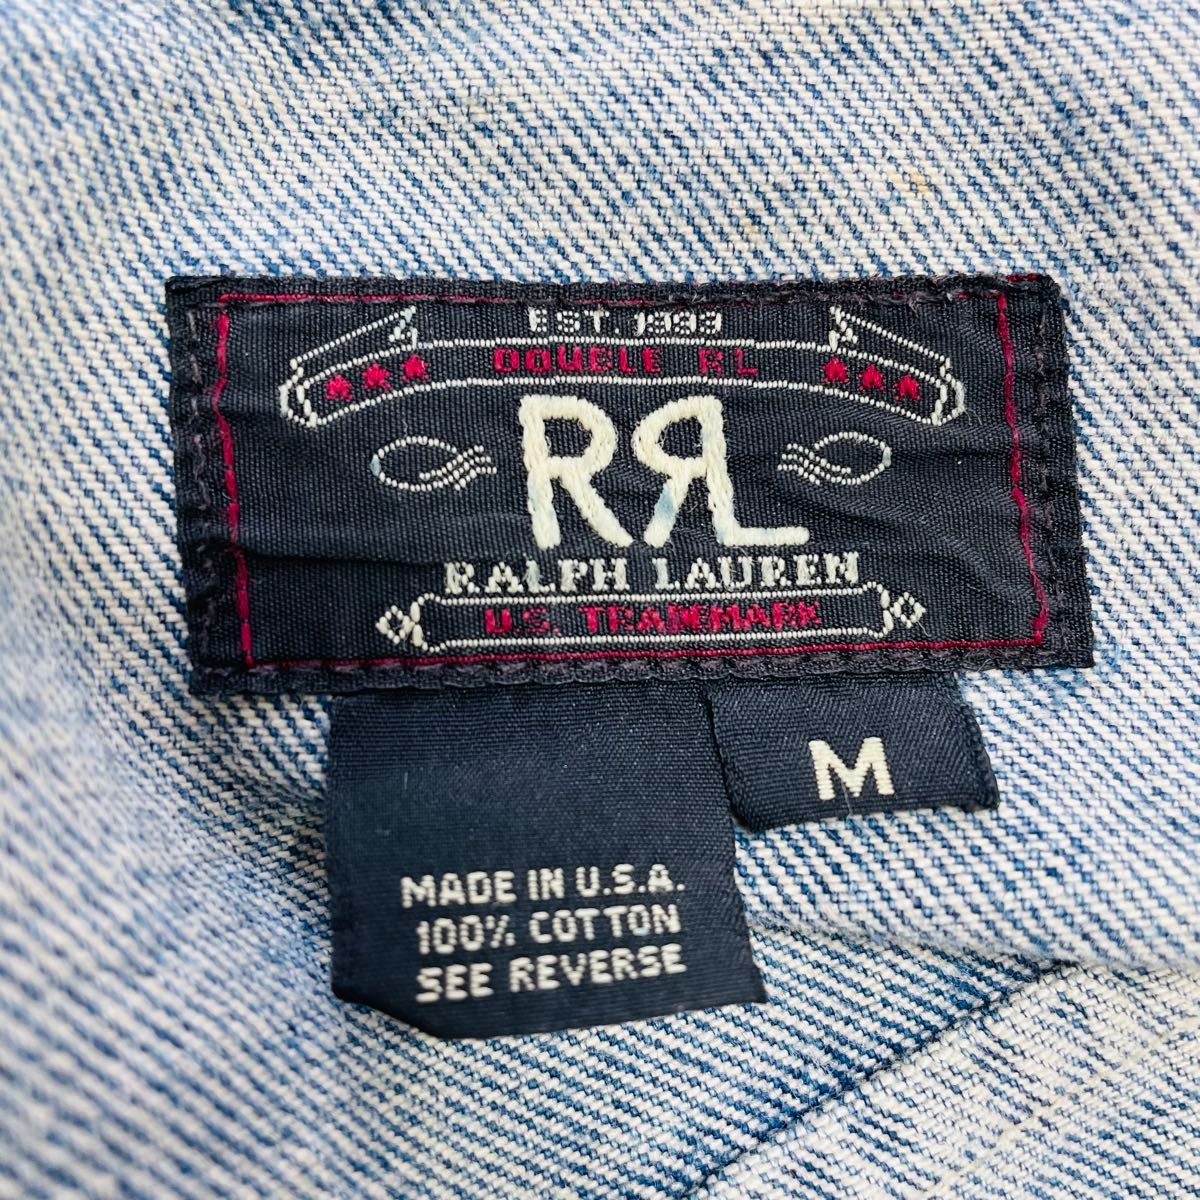 EST. 1993
DOUBLE RL
RRL
RALPH LAUREN
U.S. TRADEMARK
M
MADE IN U.S.A.
100% COTTON
SEE REVERSE